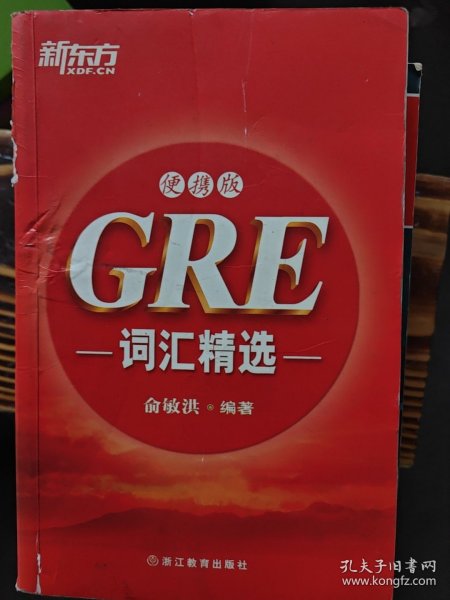 新东方
XDF.CN
便携版
GRE
词汇精选
俞敏洪·编著
浙江教育出版社
孔夫子旧书网
www.kongfz.com